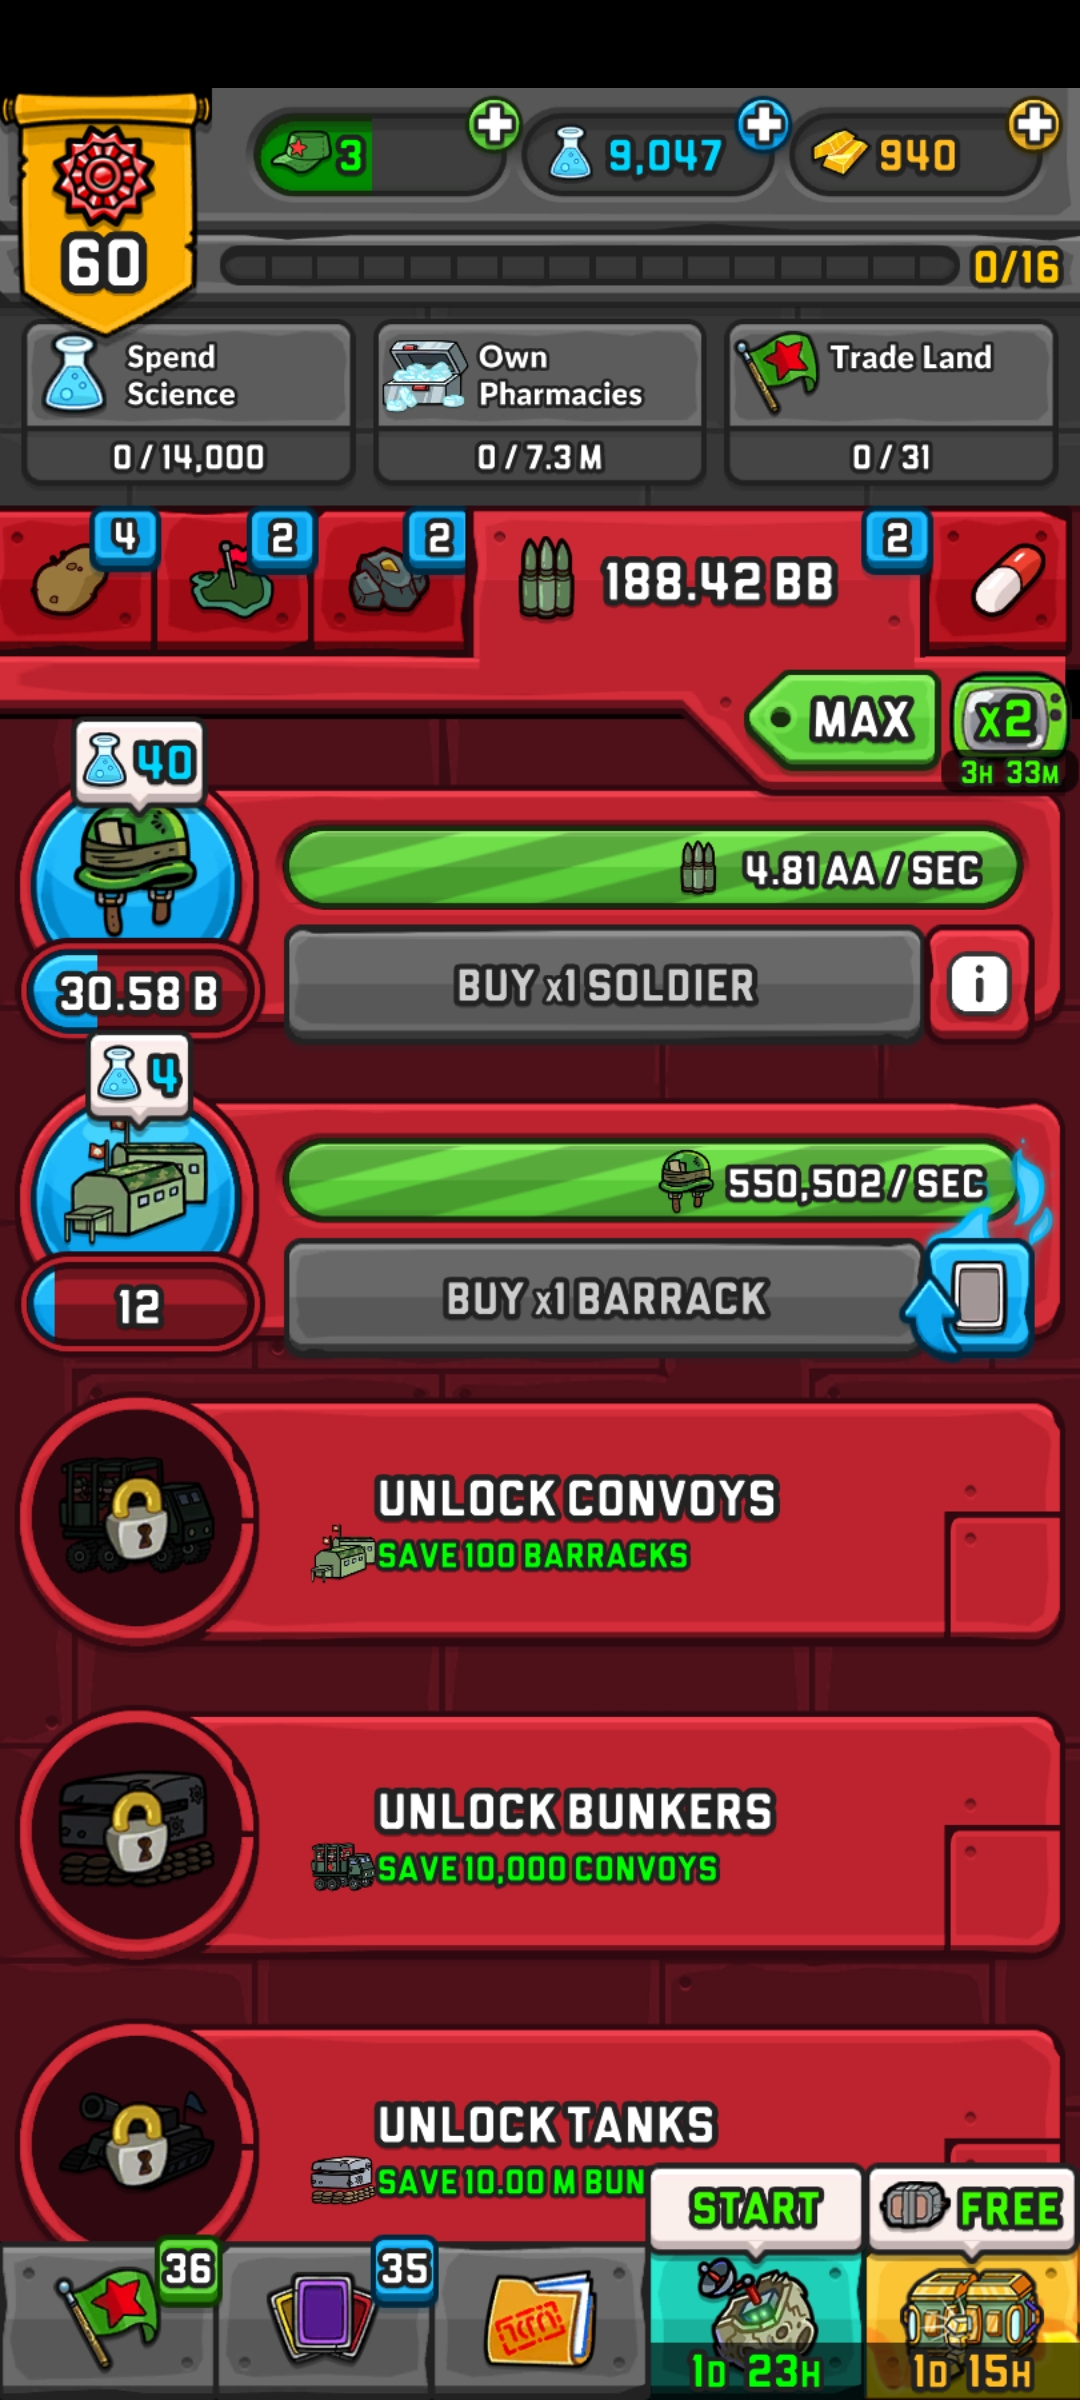 3
9,047
940
60
0/16
Spend
Science
0/14,000
Own
Pharmacies
0/7.3 M
Trade Land
0/31
4
2
2
188.42 BB
2
MAX
x2
3H 33M
40
4.81 AA / SEC
30.58 B
BUY x1 SOLDIER
i
4
550,502 / SEC
12
BUY x1 BARRACK
UNLOCK CONVOYS
SAVE 100 BARRACKS
UNLOCK BUNKERS
SAVE 10,000 CONVOYS
UNLOCK TANKS
SAVE 10.00 M BUN
START
FREE
36
35
1D 23H
1D 15H